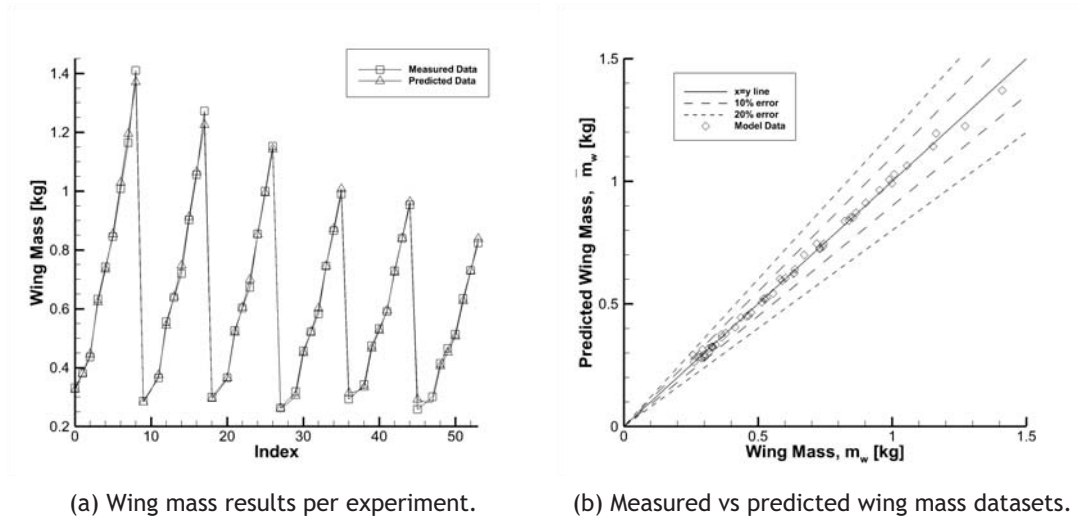 Measured Data
Predicted Data
1.4
1.2
1
0.8
0.6
0.4
0.2
Wing Mass [kg]
0
10
20
30
40
50
Index
(a) Wing mass results per experiment.
x=y line
10% error
20% error
Model Data
1.5
1
0.5
0
Predicted Wing Mass, m̄w [kg]
0
0.5
1
1.5
Wing Mass, mw [kg]
(b) Measured vs predicted wing mass datasets.